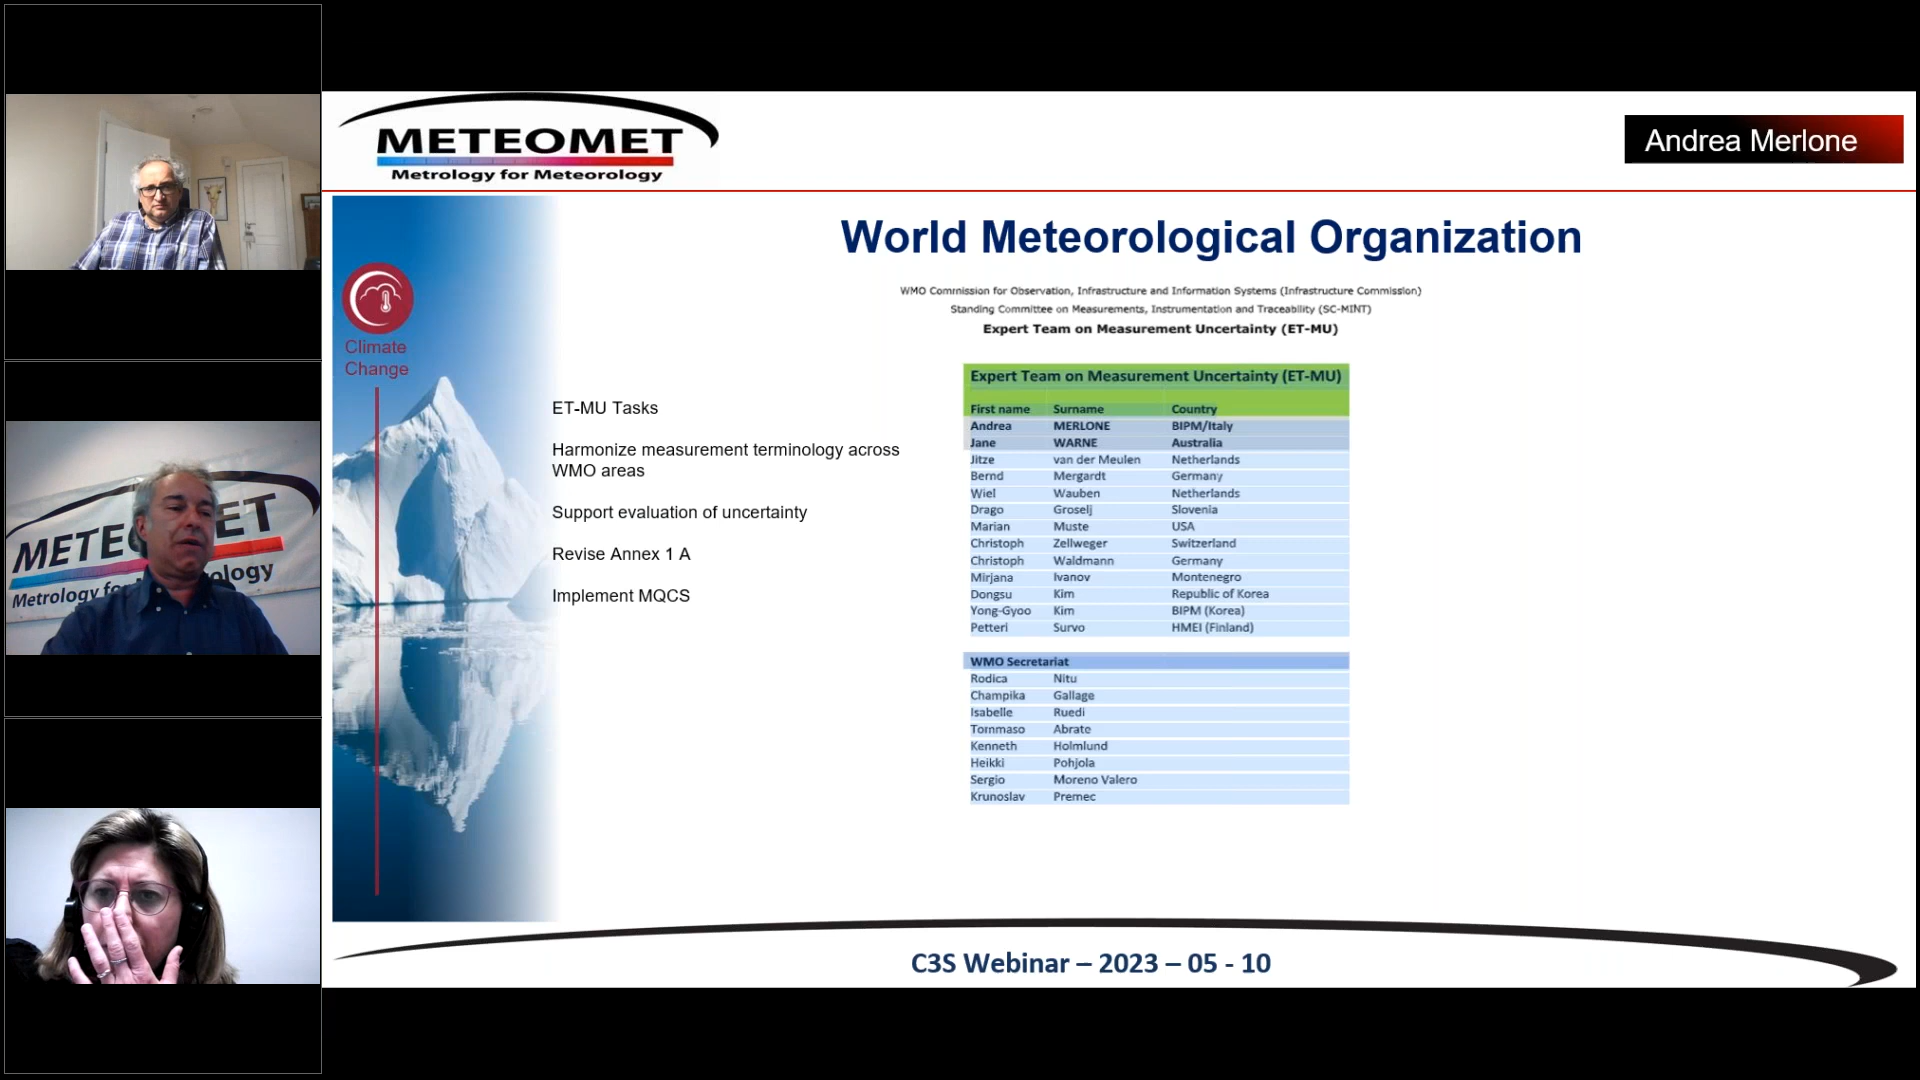 METEOMET
Metrology for Meteorology
Andrea Merlone
World Meteorological Organization
WMO Commission for Observation, Infrastructure and Information Systems (Infrastructure Commission)
Standing Committee on Measurements, Instrumentation and Traceability (SC-MINT)
Expert Team on Measurement Uncertainty (ET-MU)
Climate
Change
ET-MU Tasks
Harmonize measurement terminology across
WMO areas
Support evaluation of uncertainty
Revise Annex 1 A
Implement MQCS
Expert Team on Measurement Uncertainty (ET-MU)
First name Surname Country
Andrea MERLONE BIPM/Italy
Jane WARNE Australia
Jitze van der Meulen Netherlands
Bernd Mergardt Germany
Wiel Wauben Netherlands
Drago Groselj Slovenia
Marian Muste USA
Christoph Zellweger Switzerland
Christoph Waldmann Germany
Mirjana Ivanov Montenegro
Dongsu Kim Republic of Korea
Yong-Gyoo Kim BIPM (Korea)
Petteri Survo HMEI (Finland)
WMO Secretariat
Rodica Nitu
Champika Gallage
Isabelle Ruedi
Tommaso Abrate
Kenneth Holmlund
Heikki Pohjola
Sergio Moreno Valero
Krunoslav Premec
C3S Webinar – 2023 – 05 - 10
METE ET
Metrology for ology